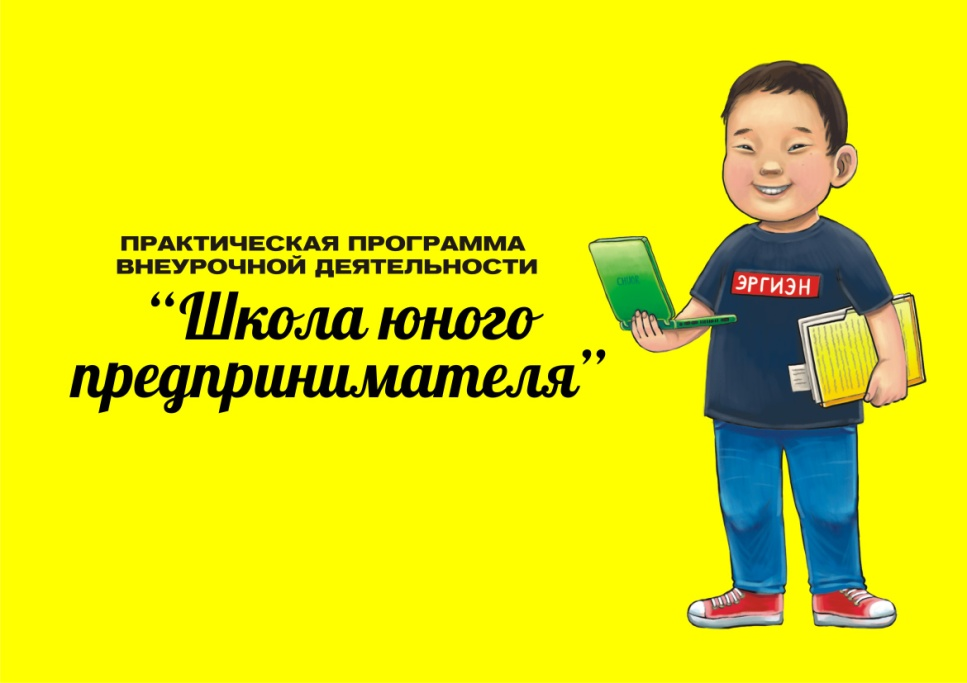 ПРАКТИЧЕСКАЯ ПРОГРАММА
ВНЕУРОЧНОЙ ДЕЯТЕЛЬНОСТИ
“Школа юного
предпринимателя”
ЭРГИЭН